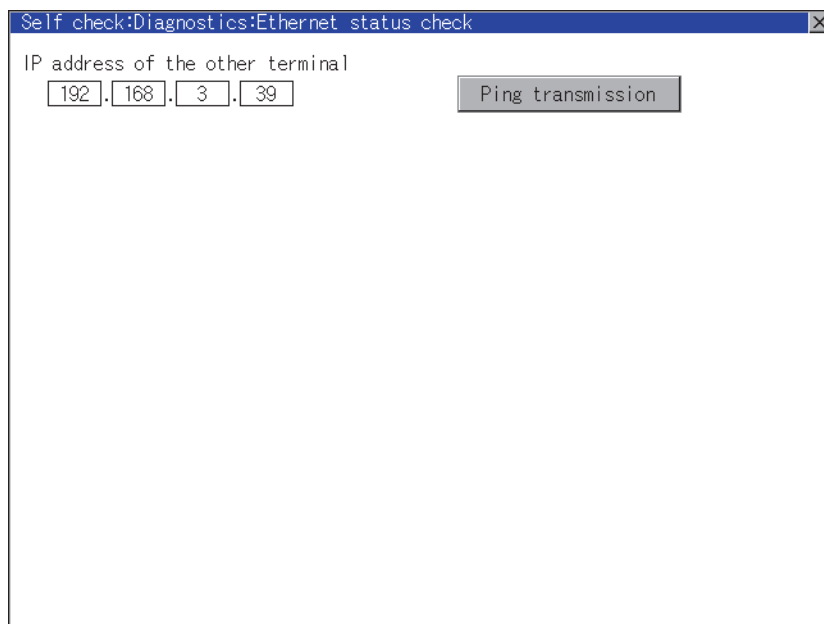 Self check:Diagnostics:Ethernet status check
IP address of the other terminal
192.168.3.39
Ping transmission